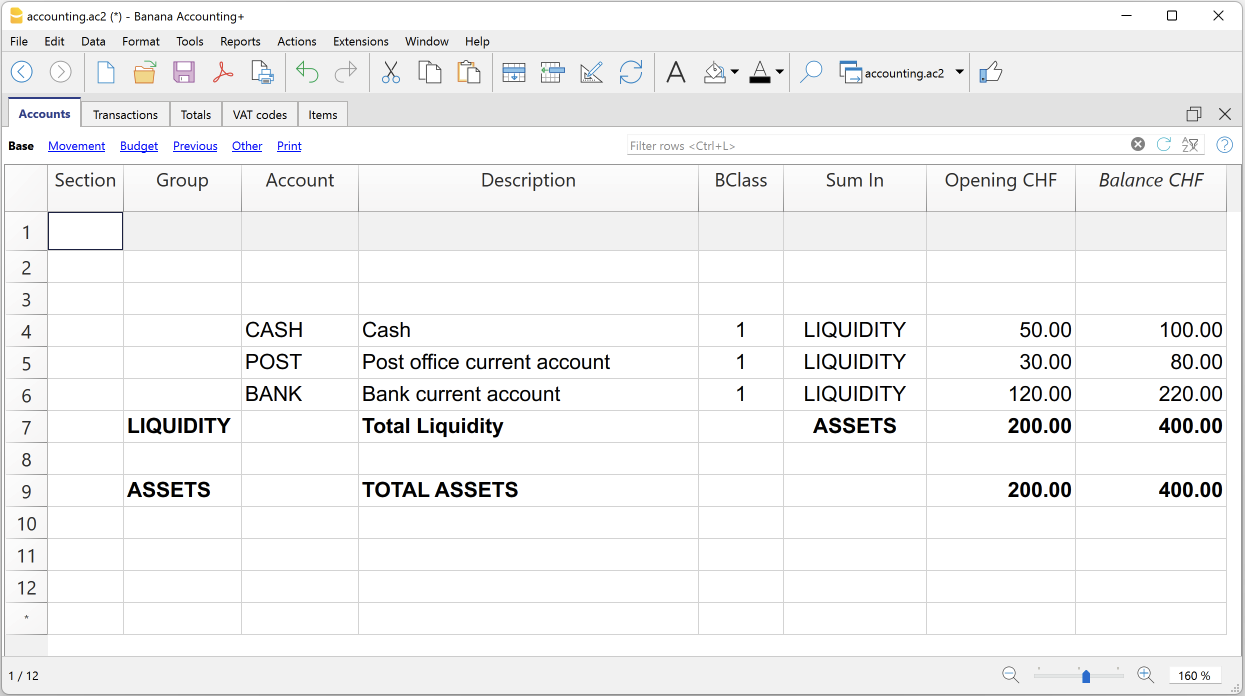 accounting.ac2 (*) - Banana Accounting+
File Edit Data Format Tools Reports Actions Extensions Window Help
accounting.ac2
Accounts Transactions Totals VAT codes Items
Base Movement Budget Previous Other Print Filter rows <Ctrl+L>
Section Group Account Description BClass Sum In Opening CHF Balance CHF
1
2
3
4 CASH Cash 1 LIQUIDITY 50.00 100.00
5 POST Post office current account 1 LIQUIDITY 30.00 80.00
6 BANK Bank current account 1 LIQUIDITY 120.00 220.00
7 LIQUIDITY Total Liquidity ASSETS 200.00 400.00
8
9 ASSETS TOTAL ASSETS 200.00 400.00
10
11
12
*
1 / 12 160 %